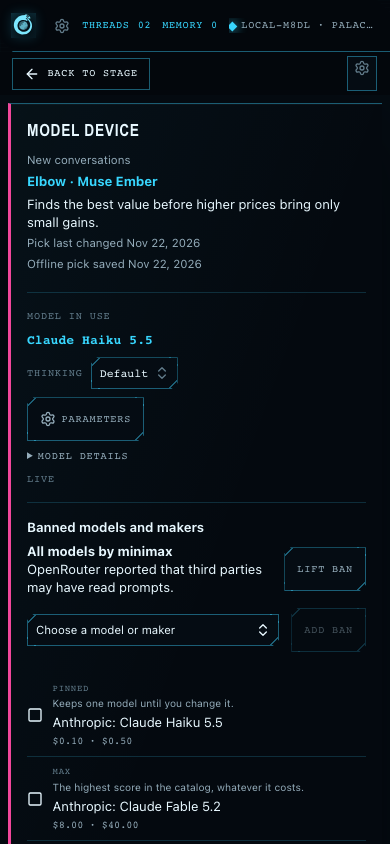 THREADS 02 MEMORY 0 LOCAL-M8DL · PALAC…
BACK TO STAGE
MODEL DEVICE
New conversations
Elbow · Muse Ember
Finds the best value before higher prices bring only
small gains.
Pick last changed Nov 22, 2026
Offline pick saved Nov 22, 2026
MODEL IN USE
Claude Haiku 5.5
THINKING Default
PARAMETERS
MODEL DETAILS
LIVE
Banned models and makers
All models by minimax
OpenRouter reported that third parties
may have read prompts.
LIFT BAN
Choose a model or maker
ADD BAN
PINNED
Keeps one model until you change it.
Anthropic: Claude Haiku 5.5
$0.10 · $0.50
MAX
The highest score in the catalog, whatever it costs.
Anthropic: Claude Fable 5.2
$8.00 · $40.00